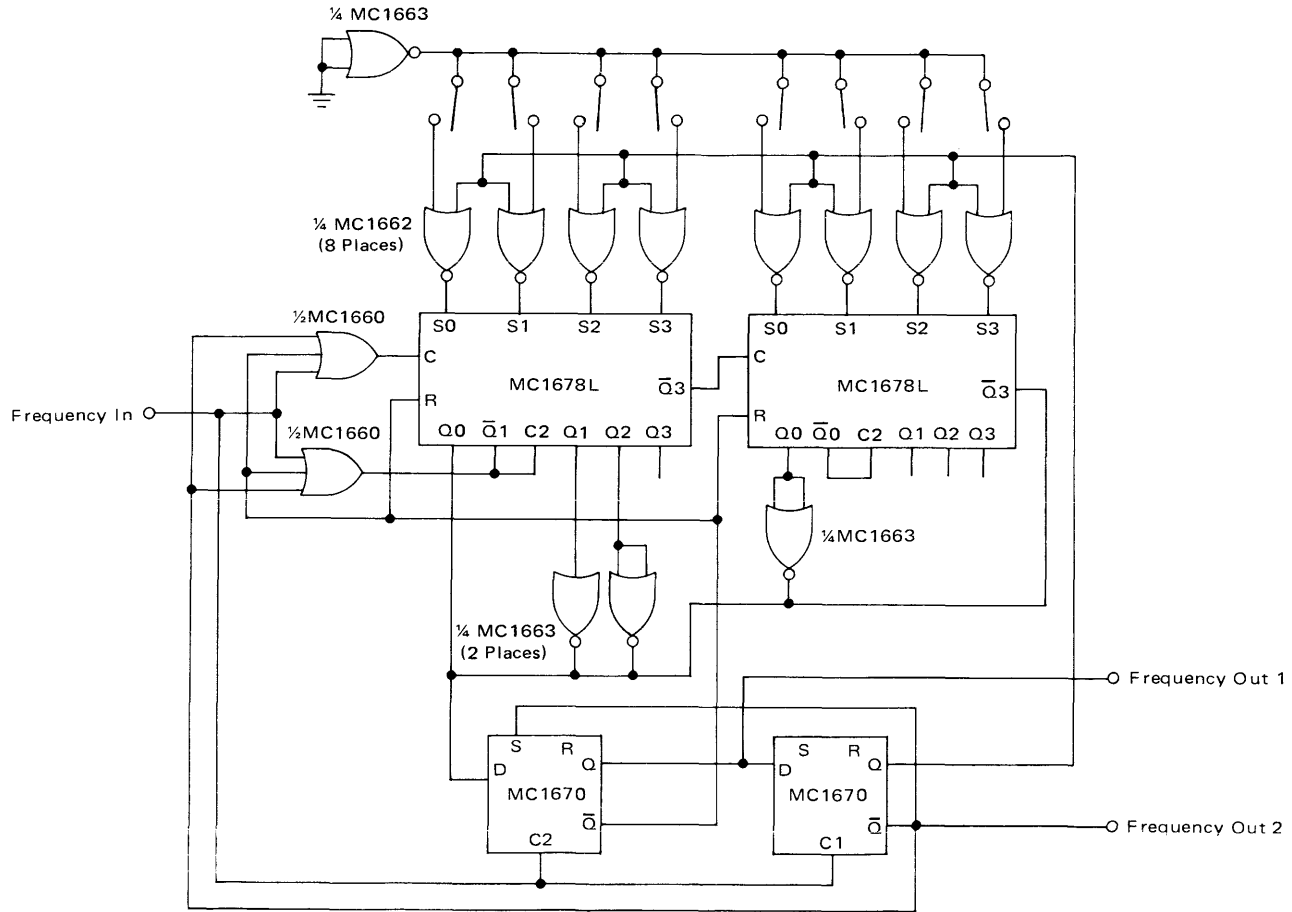 ¼ MC1663
¼ MC1662
(8 Places)
½MC1660
S0 S1 S2 S3
S0 S1 S2 S3
C
MC1678L
Q̅3
C
MC1678L
Q̅3
R
R
Frequency In
½MC1660
Q0 Q̅1 C2 Q1 Q2 Q3
Q0 Q̅0 C2 Q1 Q2 Q3
¼MC1663
¼ MC1663
(2 Places)
Frequency Out 1
S R
D Q
MC1670
Q̅
C2
S R
D Q
MC1670
Q̅
C1
Frequency Out 2